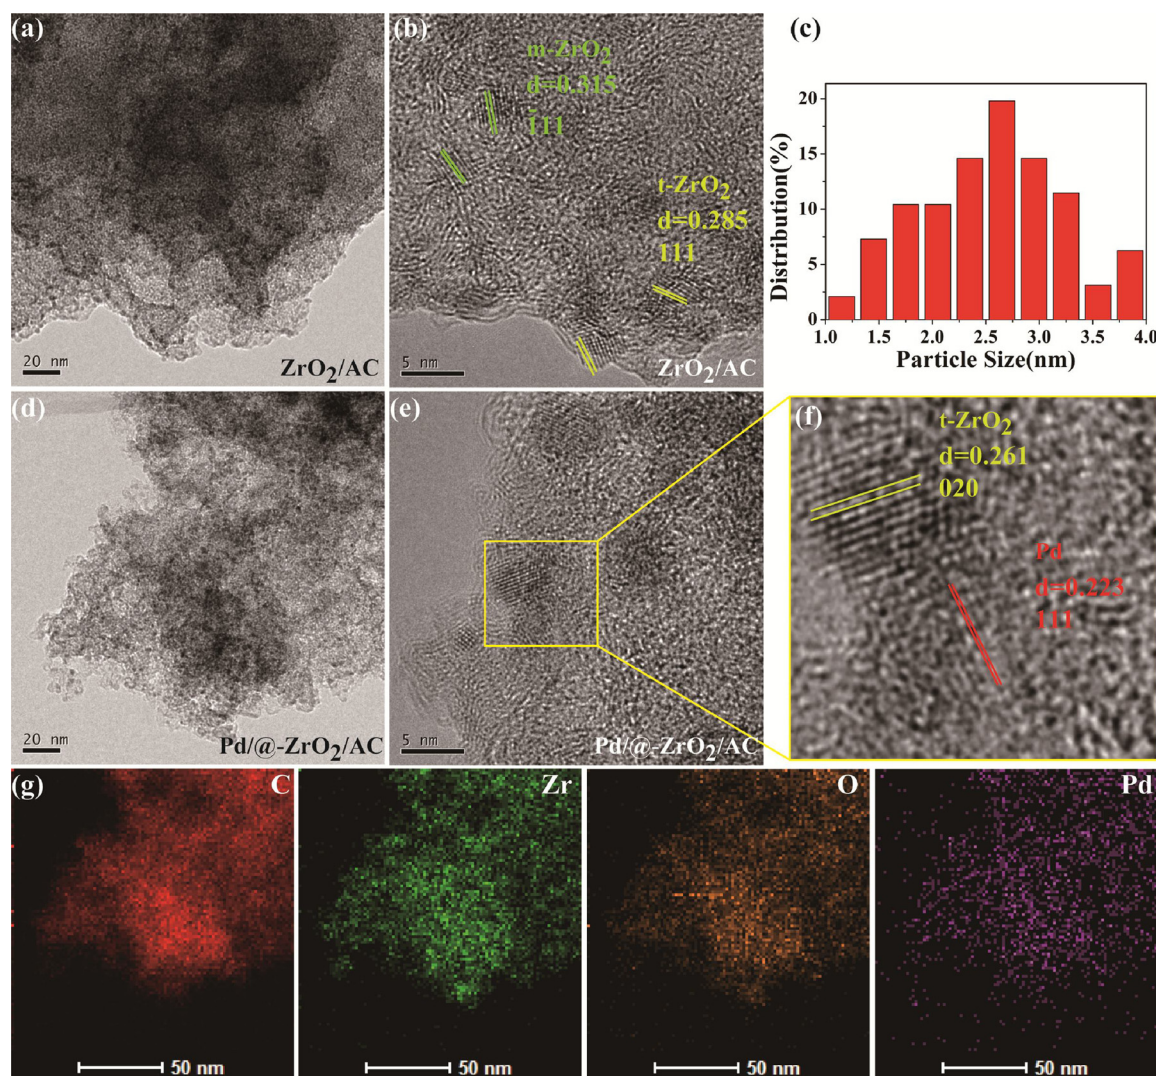 (a)
20 nm
ZrO₂/AC
(b)
m-ZrO₂
d=0.315
1̄11
t-ZrO₂
d=0.285
111
5 nm
ZrO₂/AC
(c)
Distribution(%)
20
15
10
5
0
1.0 1.5 2.0 2.5 3.0 3.5 4.0
Particle Size(nm)
(d)
20 nm
Pd/@-ZrO₂/AC
(e)
5 nm
Pd/@-ZrO₂/AC
(f)
t-ZrO₂
d=0.261
020
Pd
d=0.223
111
(g)
C
50 nm
Zr
50 nm
O
50 nm
Pd
50 nm